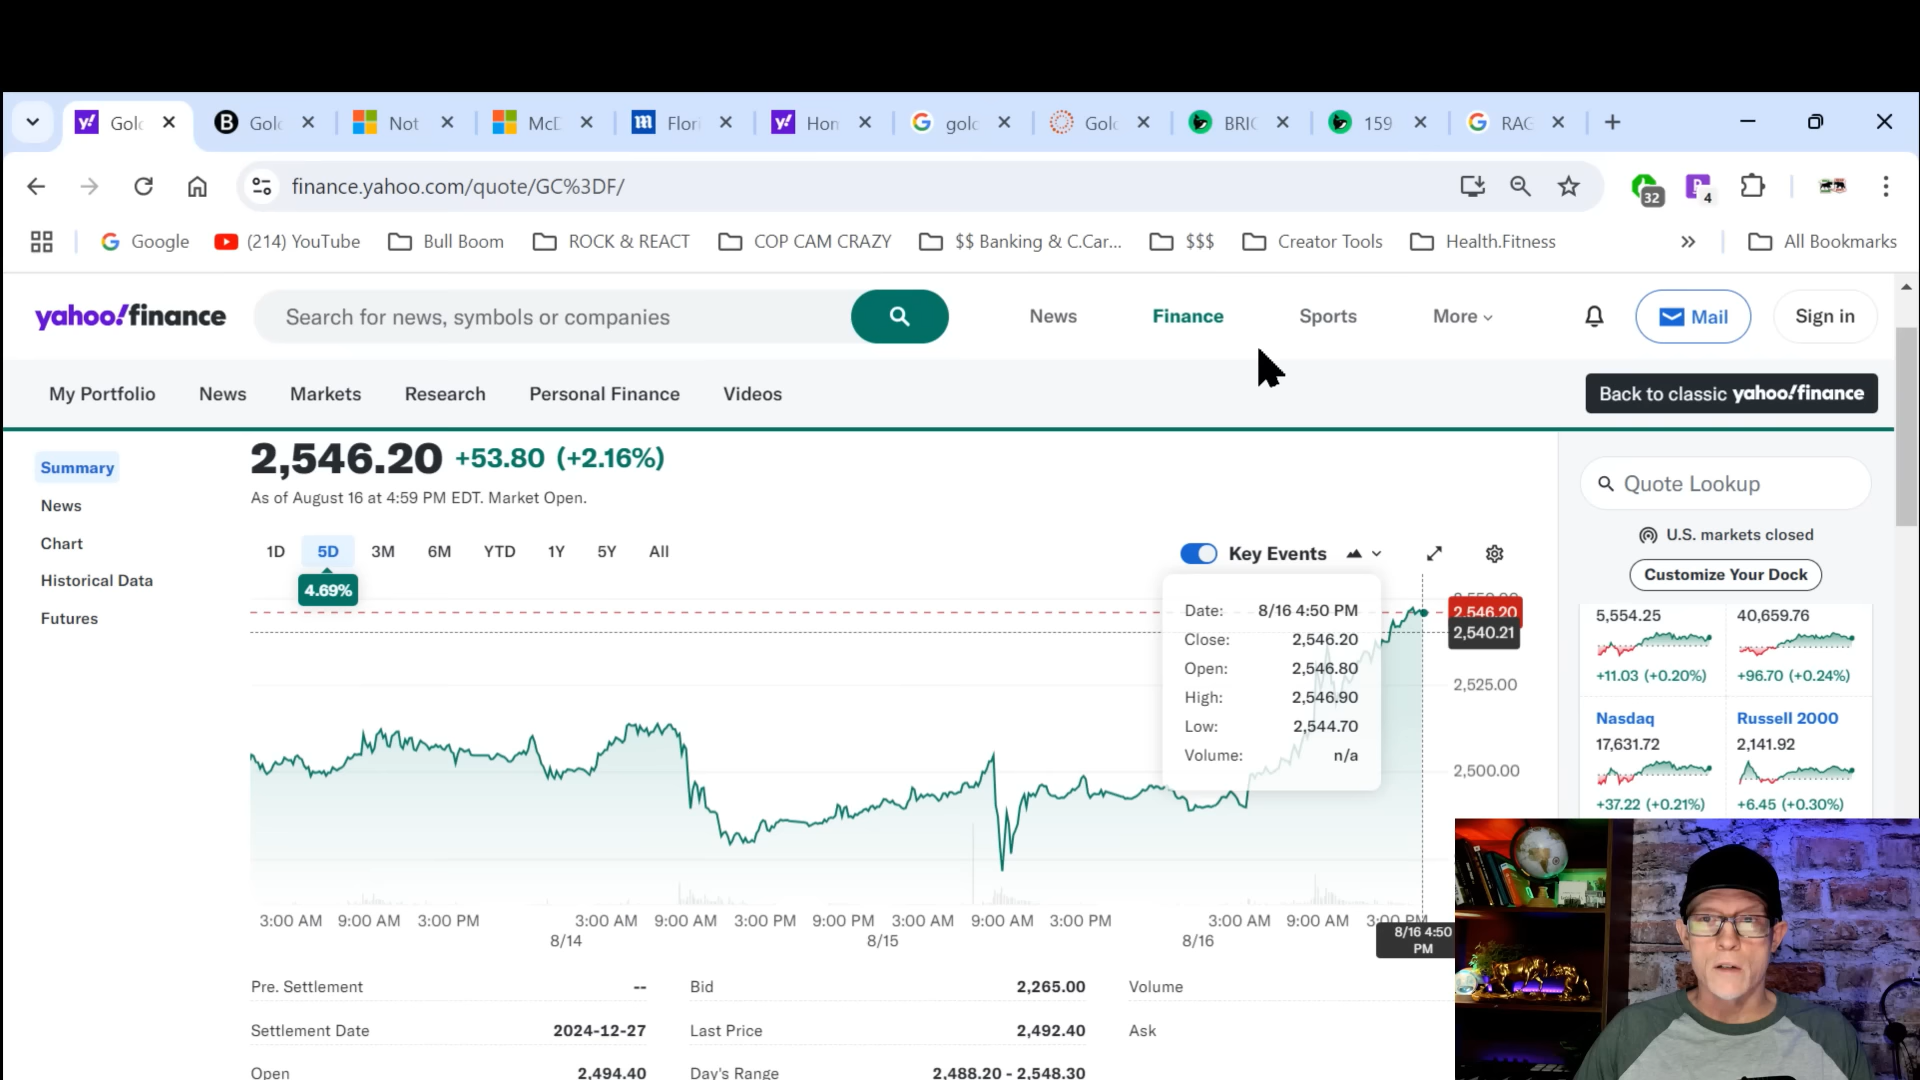 Golc
Golc
Not
McD
Flori
Hon
golc
Golc
BRIC
159
RAG
finance.yahoo.com/quote/GC%3DF/
32
4
Google
(214) YouTube
Bull Boom
ROCK & REACT
COP CAM CRAZY
$$ Banking & C.Car...
$$$
Creator Tools
Health.Fitness
All Bookmarks
yahoo!finance
Search for news, symbols or companies
News
Finance
Sports
More
Mail
Sign in
My Portfolio
News
Markets
Research
Personal Finance
Videos
Back to classic yahoo!finance
Summary
News
Chart
Historical Data
Futures
2,546.20 +53.80 (+2.16%)
As of August 16 at 4:59 PM EDT. Market Open.
1D 5D 3M 6M YTD 1Y 5Y All
4.69%
Key Events
Date: 8/16 4:50 PM
Close: 2,546.20
Open: 2,546.80
High: 2,546.90
Low: 2,544.70
Volume: n/a
2,546.20
2,540.21
2,525.00
2,500.00
3:00 AM 9:00 AM 3:00 PM 3:00 AM 9:00 AM 3:00 PM 9:00 PM 3:00 AM 9:00 AM 3:00 PM 3:00 AM 9:00 AM 3:00 PM
8/14 8/15 8/16
8/16 4:50
PM
Pre. Settlement --
Bid 2,265.00
Volume
Settlement Date 2024-12-27
Last Price 2,492.40
Ask
Open 2,494.40
Day's Range 2,488.20 - 2,548.30
Quote Lookup
U.S. markets closed
Customize Your Dock
5,554.25
40,659.76
+11.03 (+0.20%)
+96.70 (+0.24%)
Nasdaq
Russell 2000
17,631.72
2,141.92
+37.22 (+0.21%)
+6.45 (+0.30%)